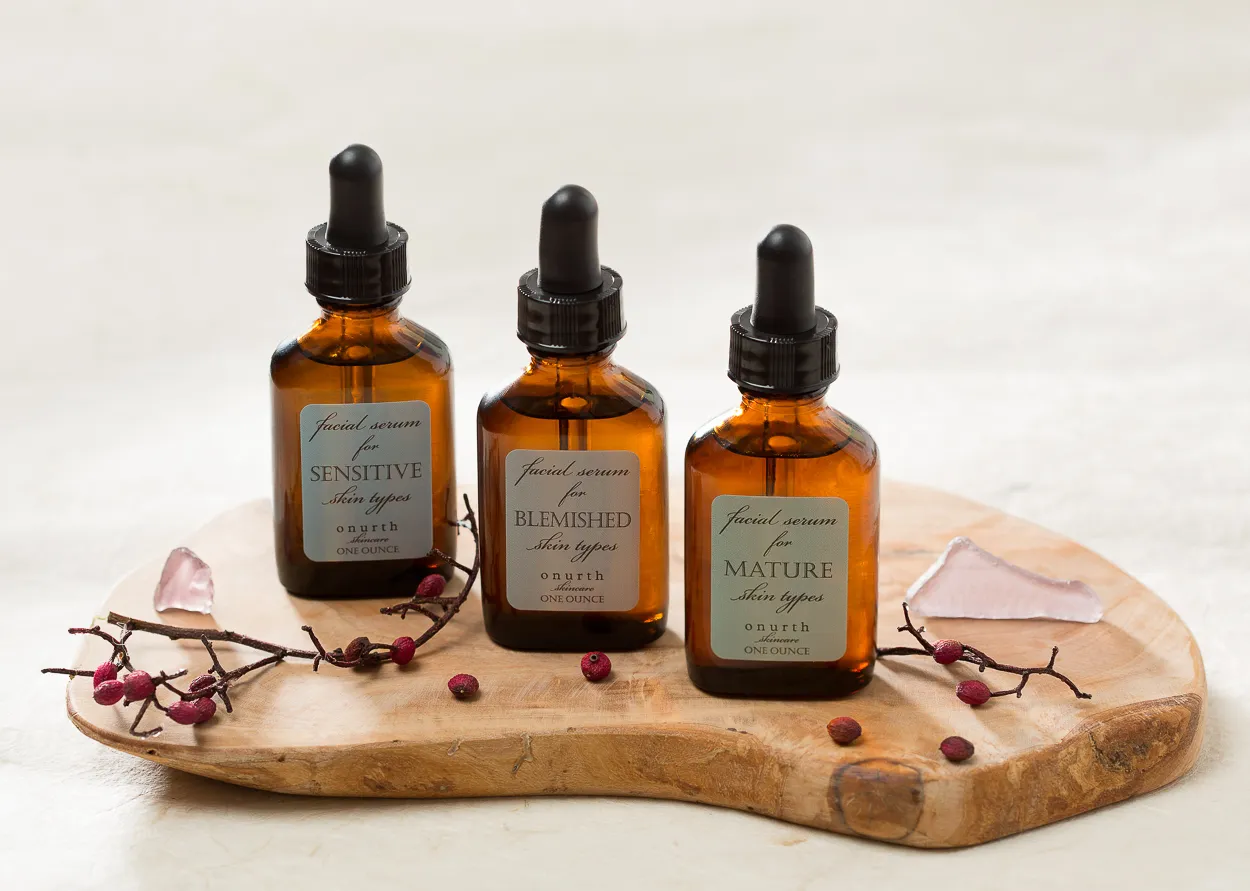 facial serum
for
SENSITIVE
skin types
onurth
skincare
ONE OUNCE
facial serum
for
BLEMISHED
skin types
onurth
skincare
ONE OUNCE
facial serum
for
MATURE
skin types
onurth
skincare
ONE OUNCE